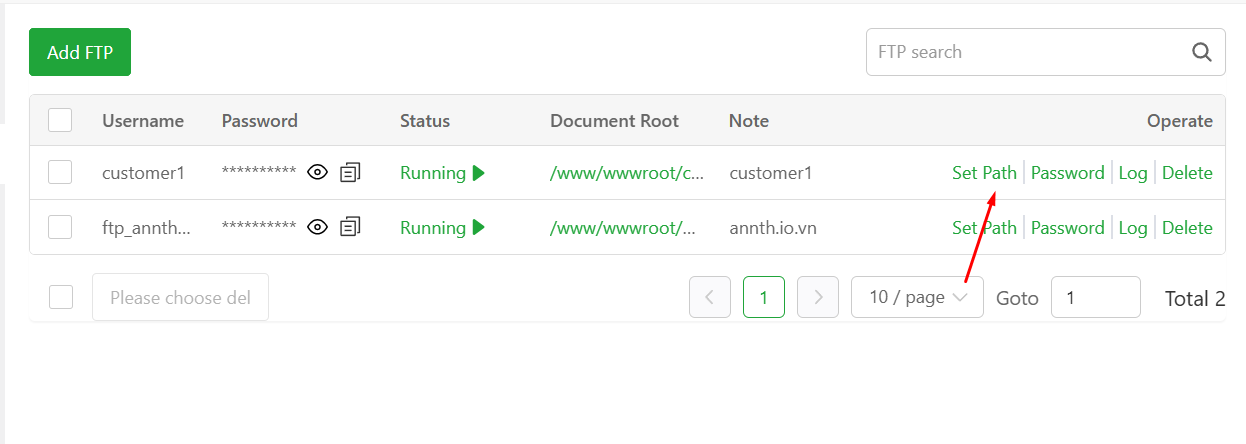 Add FTP
FTP search
Username Password Status Document Root Note Operate
customer1 ********** Running /www/wwwroot/c... customer1 Set Path Password Log Delete
ftp_annth... ********** Running /www/wwwroot/... annth.io.vn Set Path Password Log Delete
Please choose del 1 10 / page Goto 1 Total 2